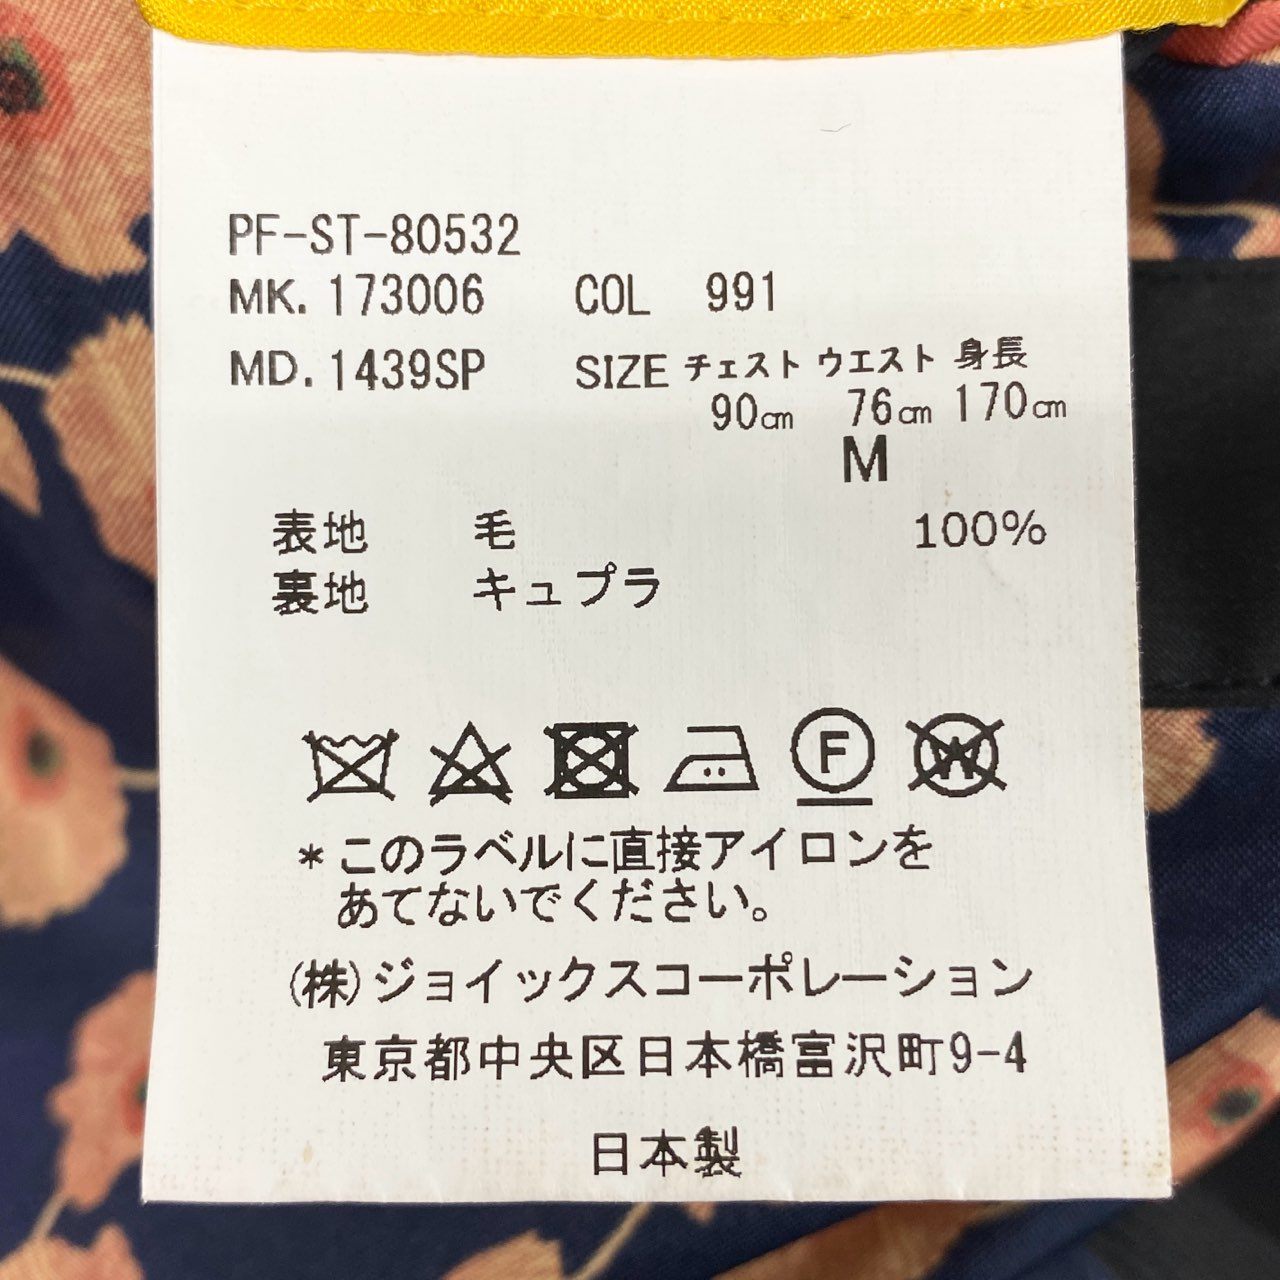 PF-ST-80532
MK. 173006 COL 991
MD. 1439SP SIZE チェスト ウエスト 身長
90㎝ 76㎝ 170㎝
M
表地 毛 100%
裏地 キュプラ
F W
*このラベルに直接アイロンを
あてないでください。
(株)ジョイックスコーポレーション
東京都中央区日本橋富沢町9-4
日本製